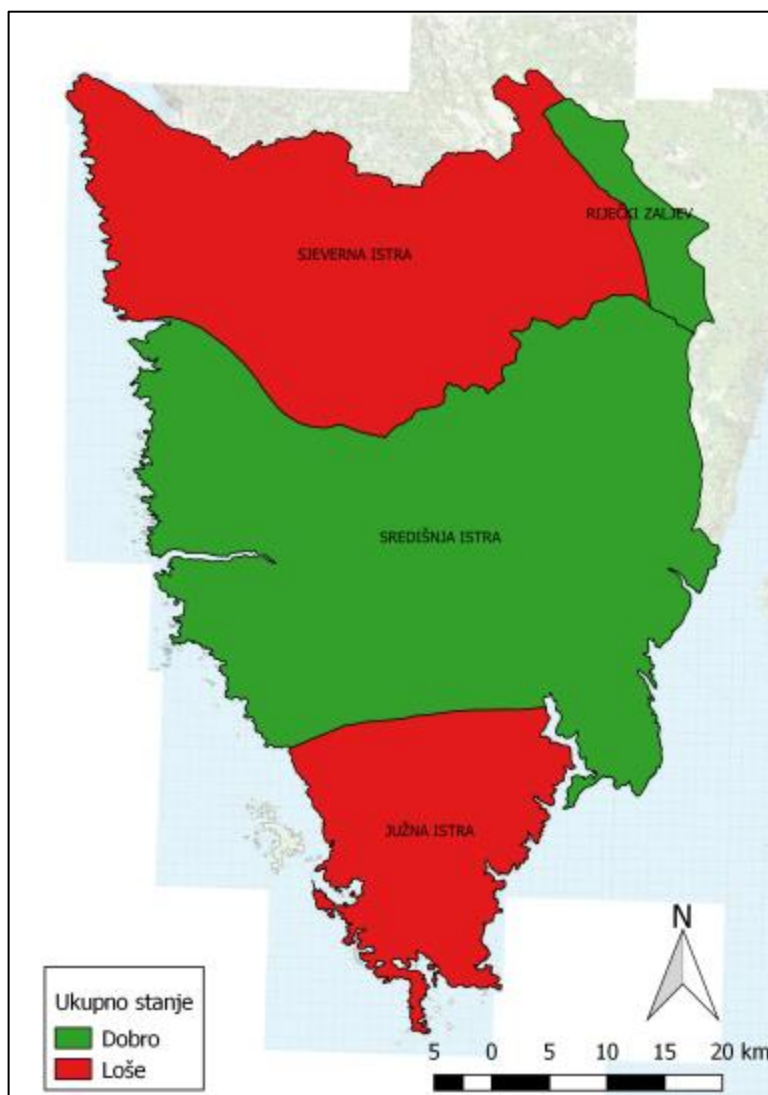 RIJEČKI ZALJEV
SJEVERNA ISTRA
SREDIŠNJA ISTRA
JUŽNA ISTRA
N
Ukupno stanje
Dobro
Loše
5 0 5 10 15 20 km